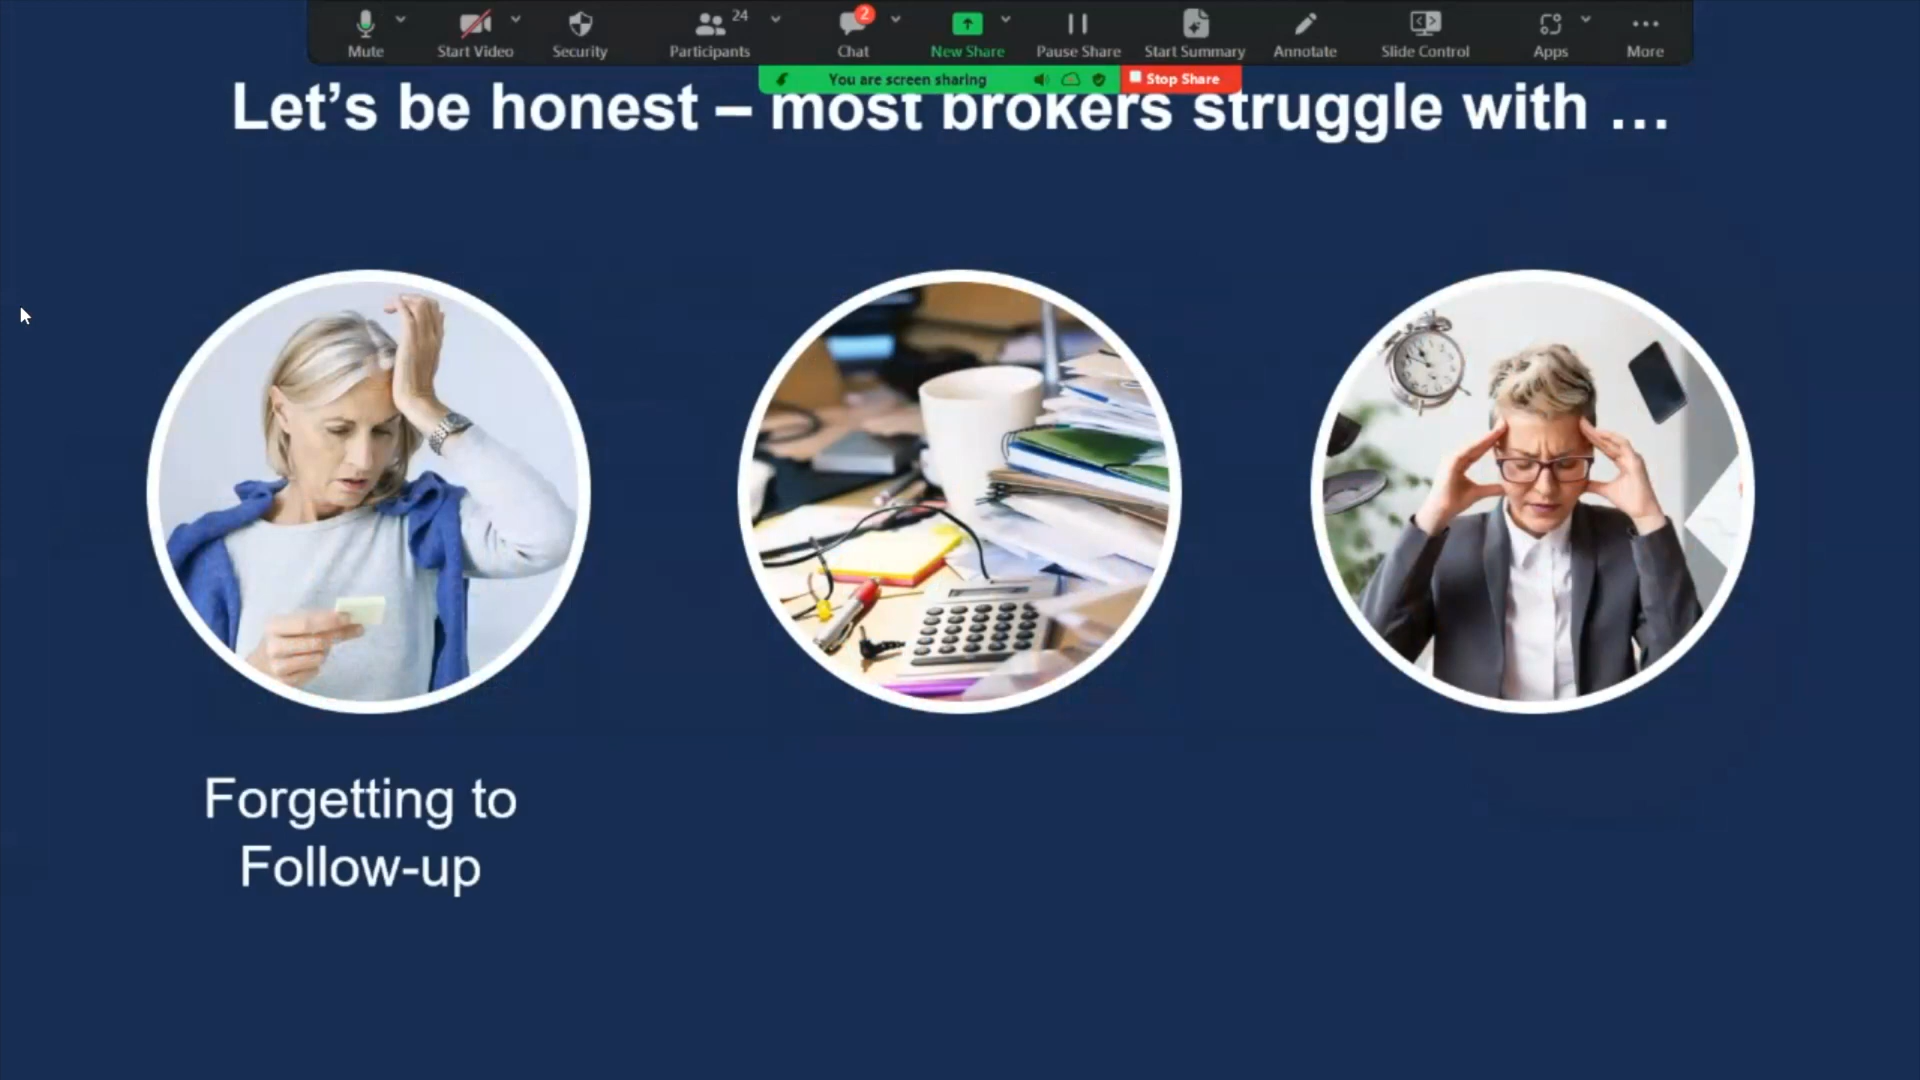 24
2
Mute
Start Video
Security
Participants
Chat
New Share
Pause Share
Start Summary
Annotate
Slide Control
Apps
More
You are screen sharing
Stop Share
Let’s be honest – most brokers struggle with …
Forgetting to
Follow-up